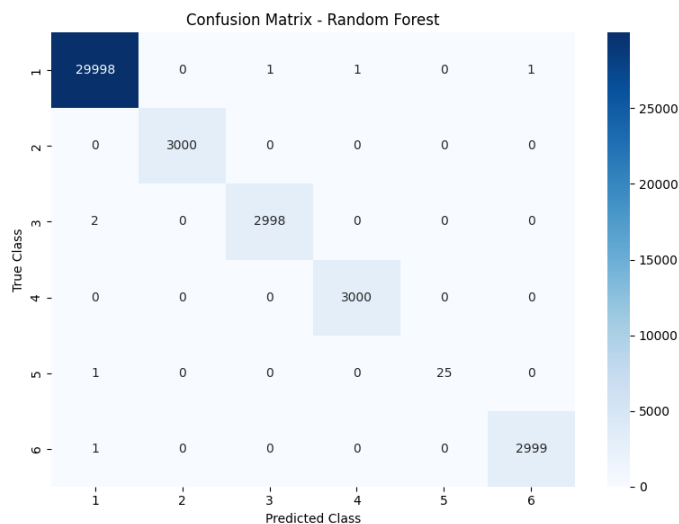 Confusion Matrix - Random Forest
1 29998 0 1 1 0 1
2 0 3000 0 0 0 0
3 2 0 2998 0 0 0
4 0 0 0 3000 0 0
5 1 0 0 0 25 0
6 1 0 0 0 0 2999
1 2 3 4 5 6
True Class
Predicted Class
25000
20000
15000
10000
5000
0